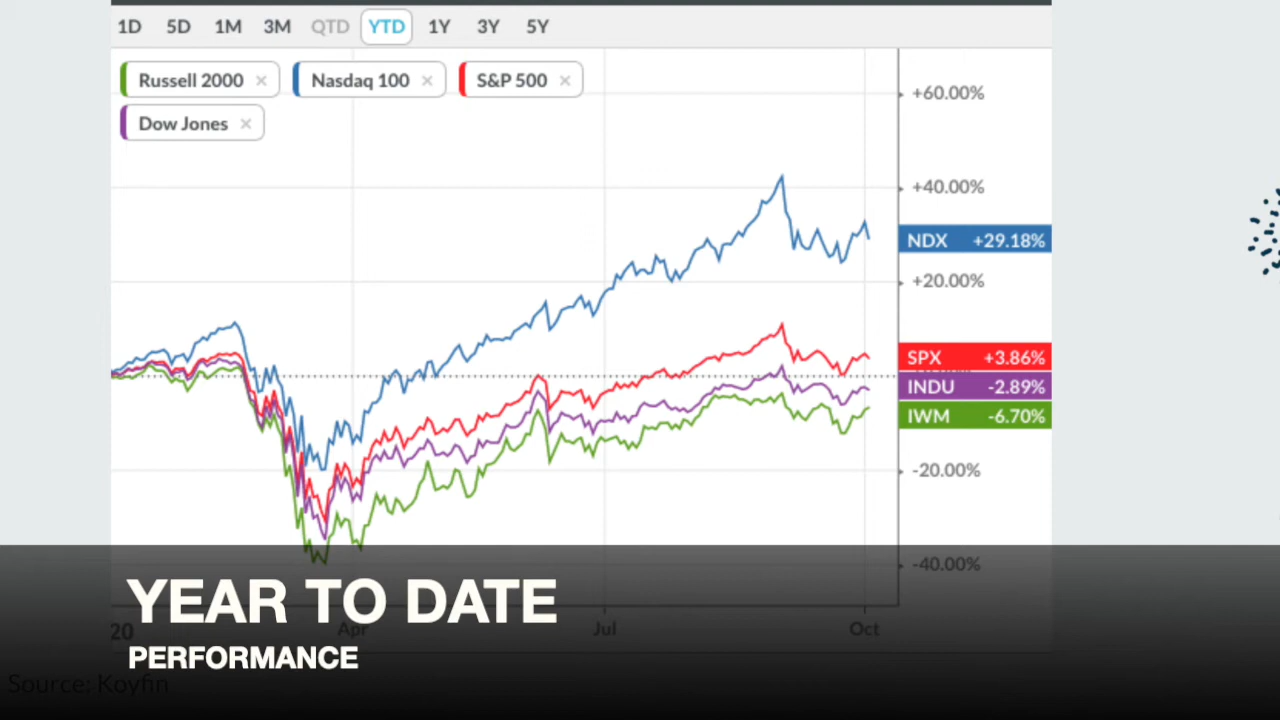 1D 5D 1M 3M QTD YTD 1Y 3Y 5Y
Russell 2000 × Nasdaq 100 × S&P 500 ×
Dow Jones ×
+60.00%
+40.00%
NDX +29.18%
+20.00%
SPX +3.86%
INDU -2.89%
IWM -6.70%
-20.00%
-40.00%
YEAR TO DATE
20 Apr Jul Oct
PERFORMANCE
Source: Koyfin